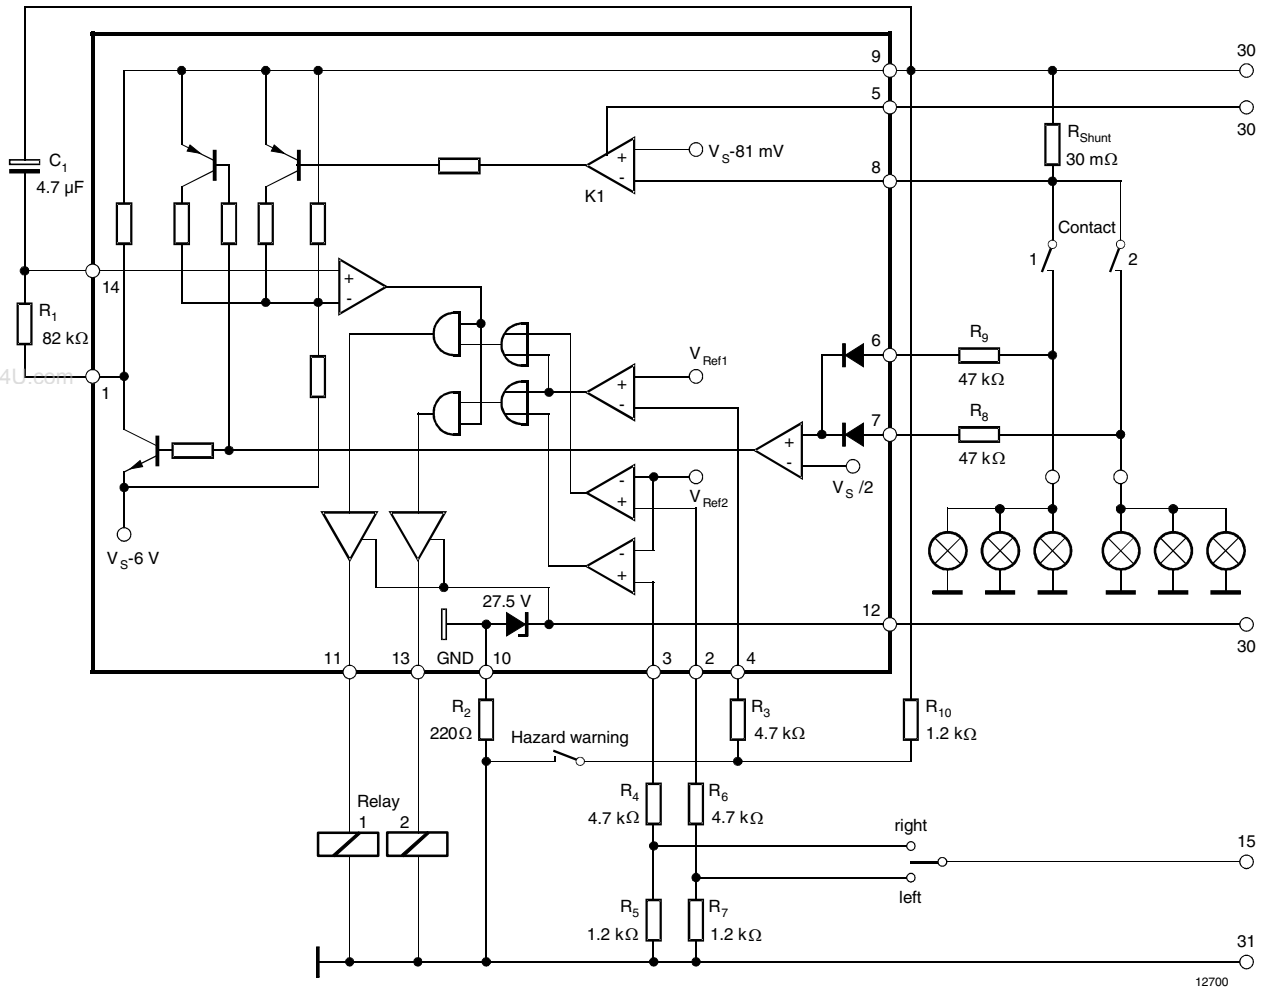 30
9
5
30
C1
4.7 µF
RShunt
30 mΩ
VS-81 mV
K1
8
Contact
1
2
14
R1
82 kΩ
4U.com
1
VRef1
6
R9
47 kΩ
7
R8
47 kΩ
VS /2
VRef2
VS-6 V
27.5 V
12
30
11
13
GND
10
3
2
4
R2
220Ω
Hazard warning
R3
4.7 kΩ
R10
1.2 kΩ
Relay
1
2
R4
4.7 kΩ
R6
4.7 kΩ
right
left
15
R5
1.2 kΩ
R7
1.2 kΩ
31
12700